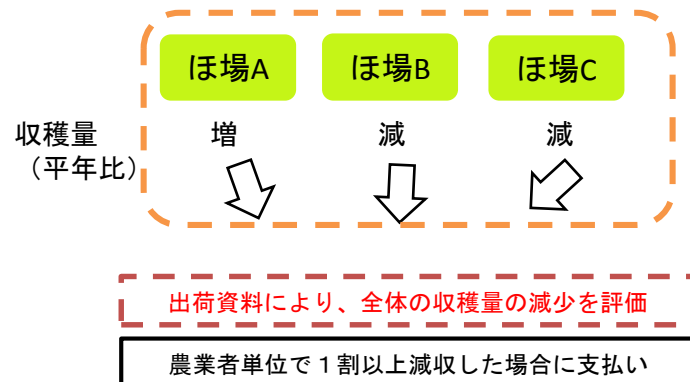 ほ場A ほ場B ほ場C
収穫量 増 減 減
（平年比）
出荷資料により、全体の収穫量の減少を評価
農業者単位で１割以上減収した場合に支払い